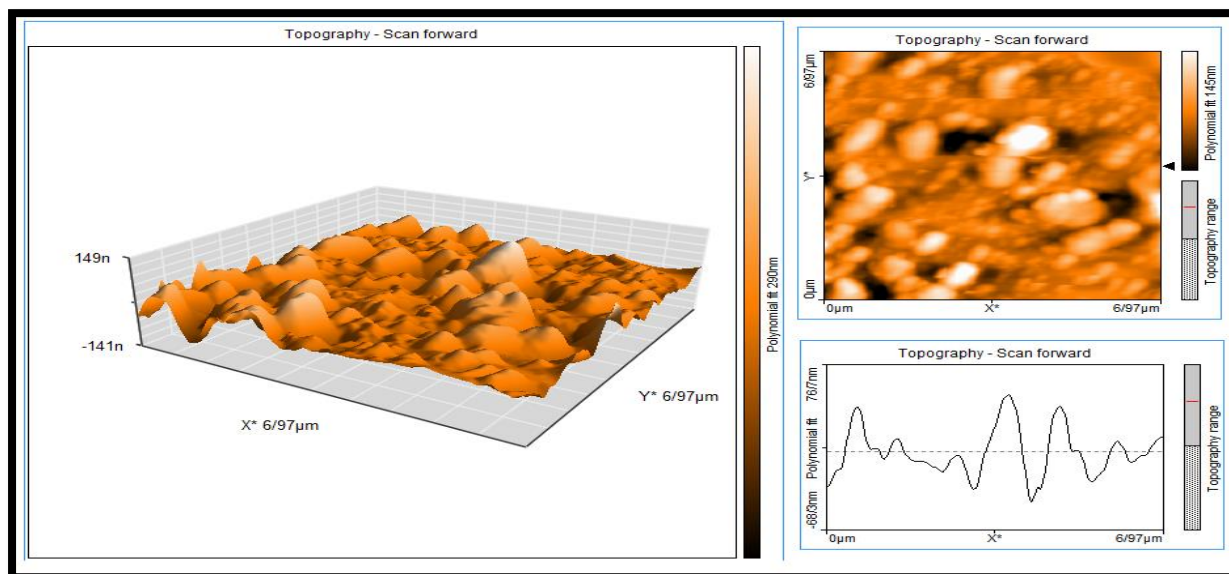 Topography - Scan forward
149n
-141n
X* 6/97µm
Y* 6/97µm
Polynomial fit 290nm
Topography - Scan forward
6/97µm
Y*
0µm
0µm
X*
6/97µm
Polynomial fit 145nm
Topography range
Topography - Scan forward
76/7nm
Polynomial fit
-68/3nm
0µm
X*
6/97µm
Topography range